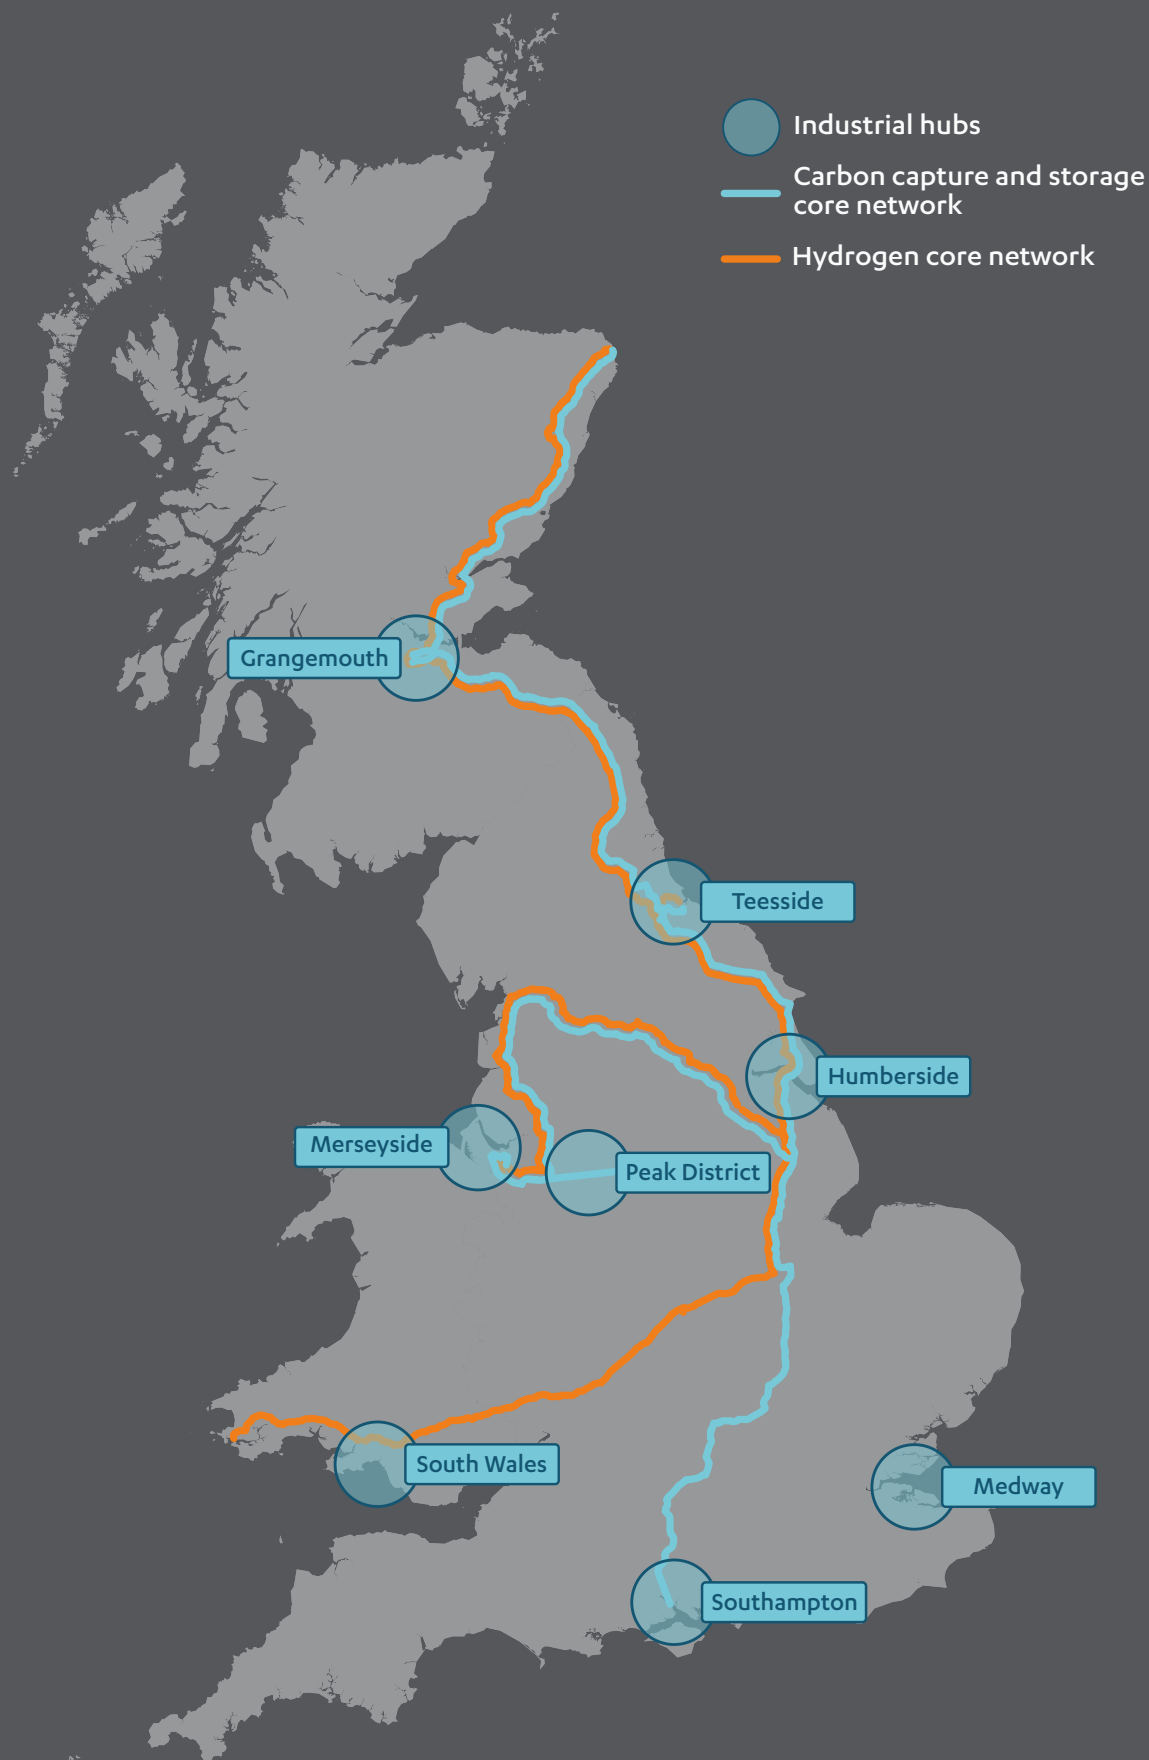 Industrial hubs
Carbon capture and storage
core network
Hydrogen core network
Grangemouth
Teesside
Humberside
Merseyside
Peak District
South Wales
Medway
Southampton